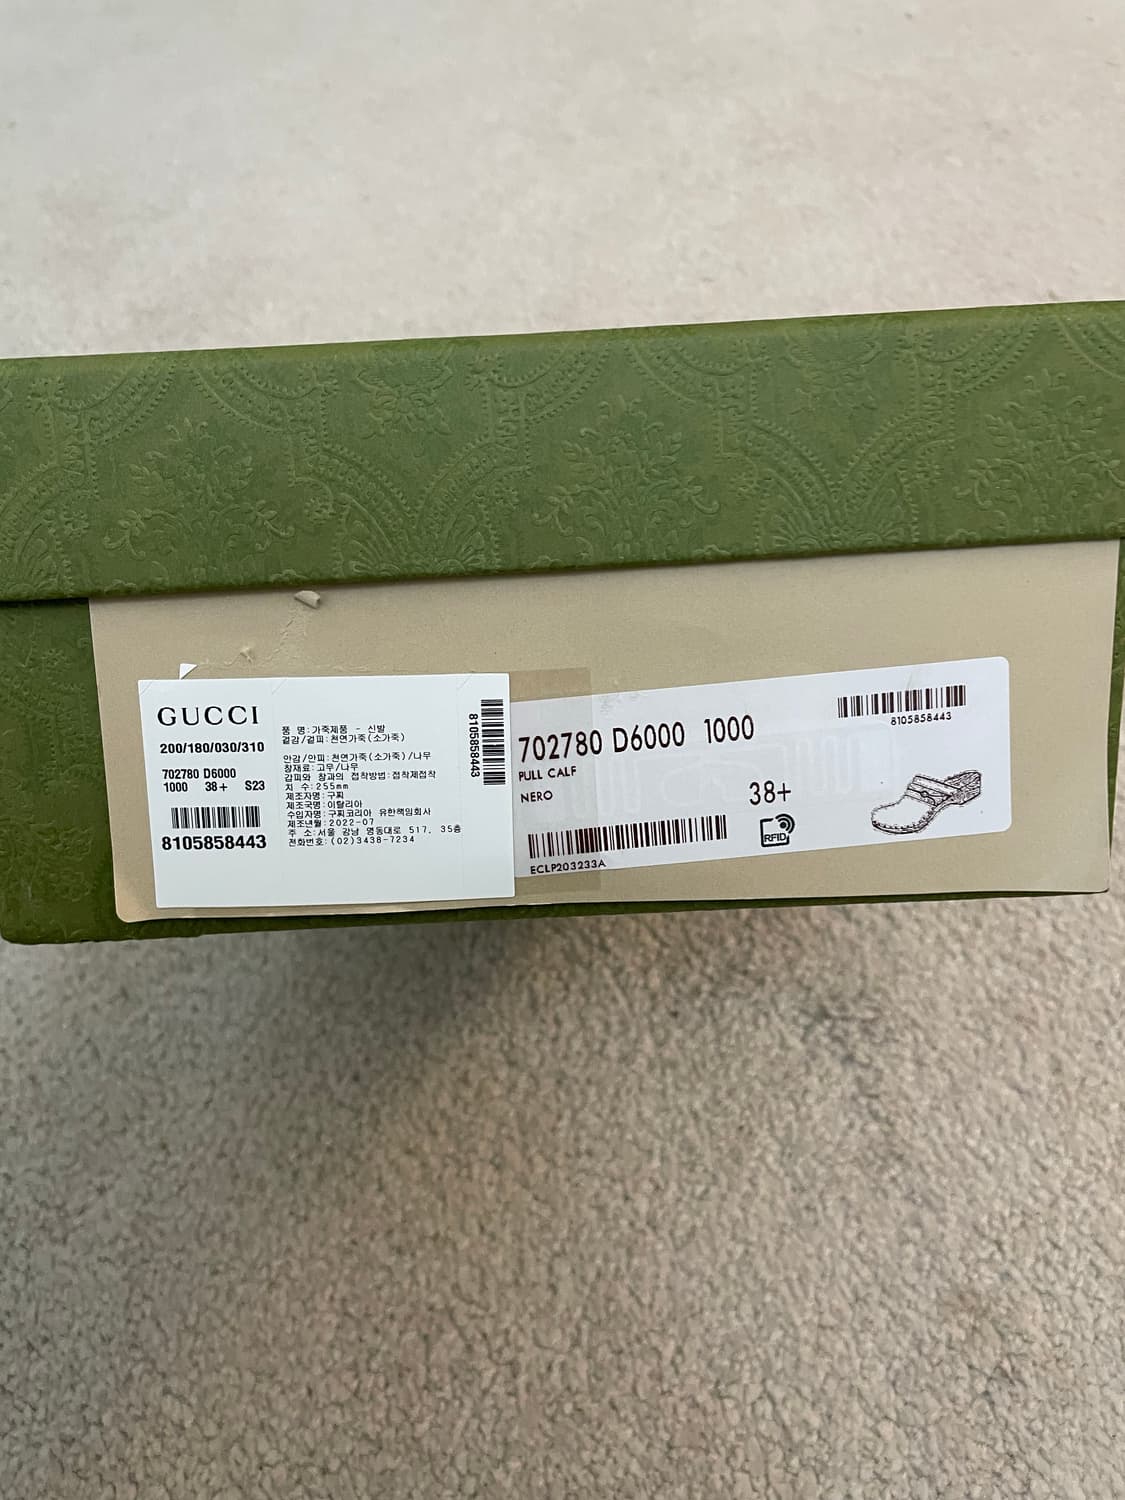 GUCCI
200/180/030/310
702780 D6000
1000 38+ S23
8105858443
품 명:가죽제품 - 신발
겉감/겉피:천연가죽(소가죽)
안감/안피:천연가죽(소가죽)/나무
창재료:고무/나무
갑피와 창과의 접착방법:접착제접착
치 수:255mm
제조자명:구찌
제조국명:이탈리아
수입자명:구찌코리아 유한책임회사
제조년월:2022-07
주 소:서울 강남 영동대로 517, 35층
전화번호:(02)3438-7234
8105858443
702780 D6000 1000
PULL CALF
NERO
38+
ECLP203233A
RFID
8105858443